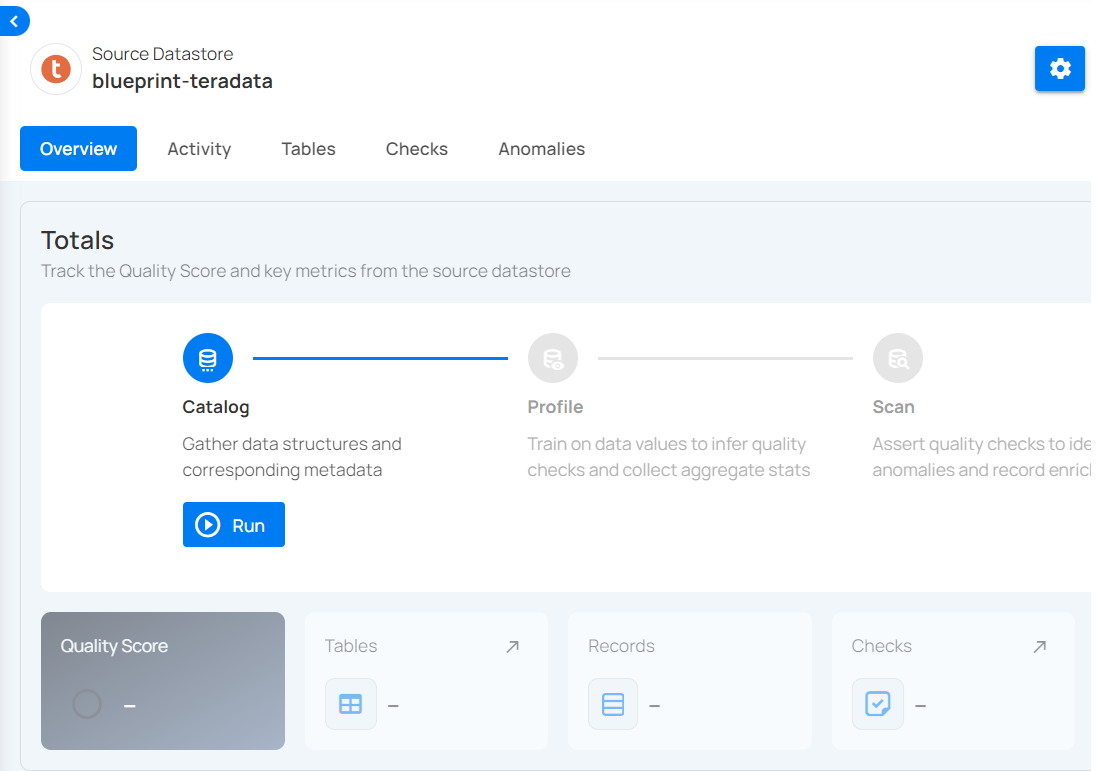 t
Source Datastore
blueprint-teradata
Overview
Activity
Tables
Checks
Anomalies
Totals
Track the Quality Score and key metrics from the source datastore
Catalog
Gather data structures and
corresponding metadata
Run
Profile
Train on data values to infer quality
checks and collect aggregate stats
Scan
Assert quality checks to ide
anomalies and record enric
Quality Score
–
Tables
–
Records
–
Checks
–